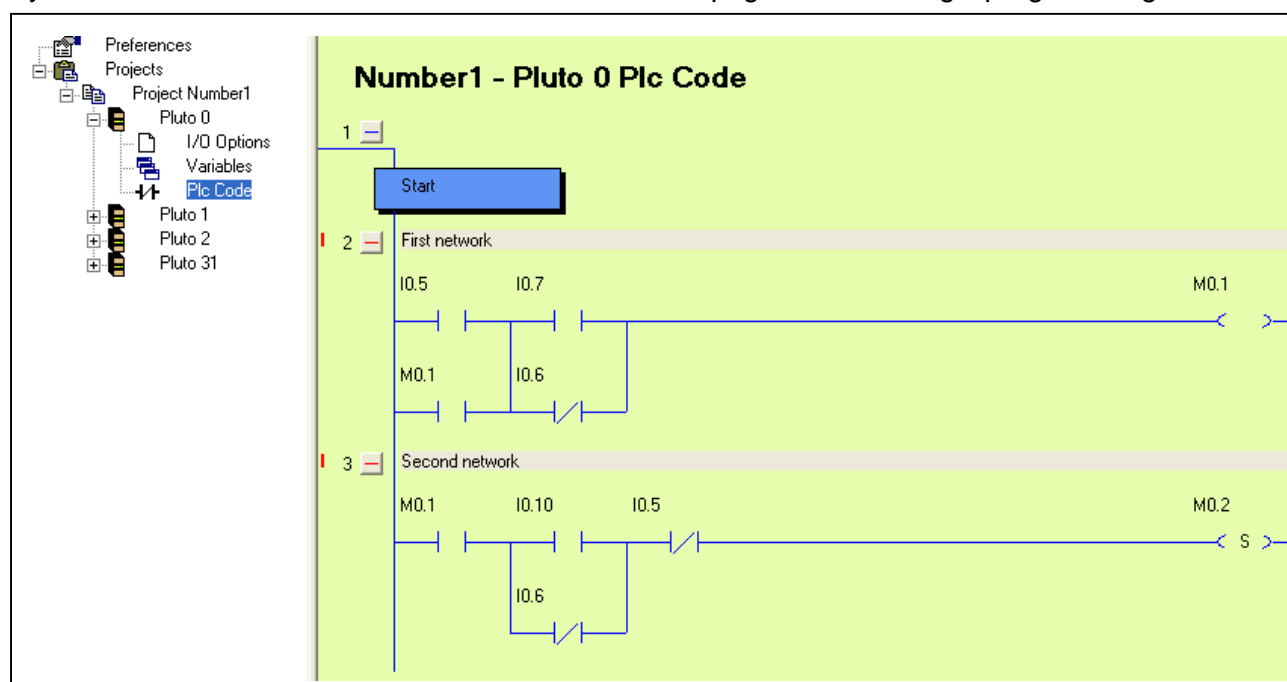 Preferences
Projects
Project Number1
Pluto 0
I/O Options
Variables
Plc Code
Pluto 1
Pluto 2
Pluto 31
Number1 - Pluto 0 Plc Code
1
Start
2 First network
I0.5 I0.7 M0.1
M0.1 I0.6
3 Second network
M0.1 I0.10 I0.5 M0.2
S
I0.6